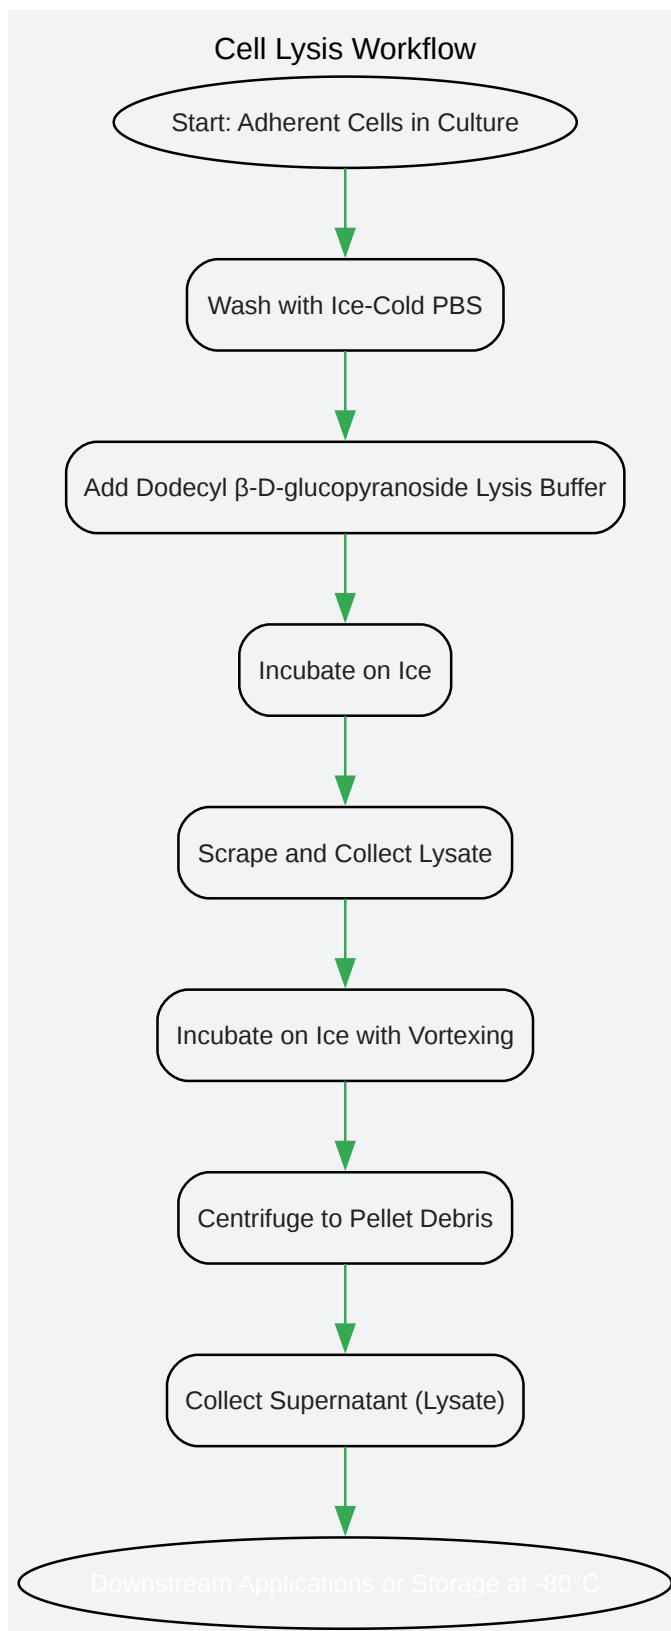 Cell Lysis Workflow
Start: Adherent Cells in Culture
Wash with Ice-Cold PBS
Add Dodecyl β-D-glucopyranoside Lysis Buffer
Incubate on Ice
Scrape and Collect Lysate
Incubate on Ice with Vortexing
Centrifuge to Pellet Debris
Collect Supernatant (Lysate)
Downstream Applications or Storage at -80°C